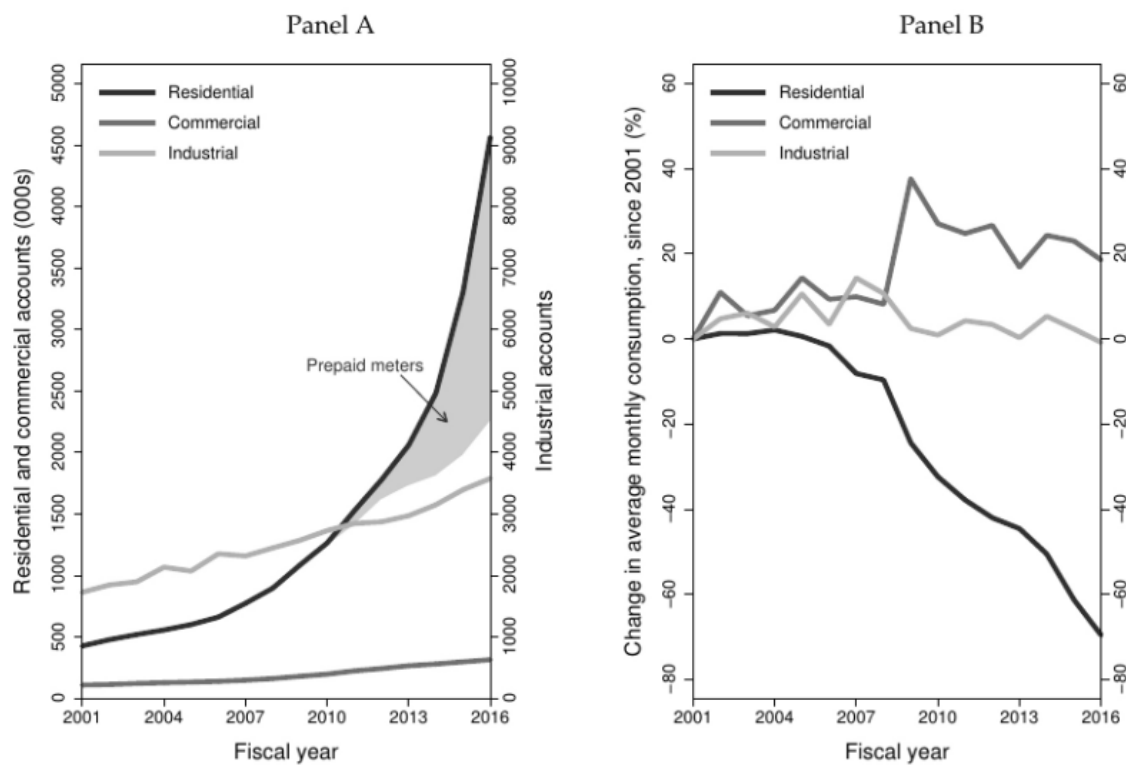 Panel A
Residential and commercial accounts (000s)
5000
4500
4000
3500
3000
2500
2000
1500
1000
500
0
Residential
Commercial
Industrial
Prepaid meters
10000
9000
8000
7000
6000
5000
4000
3000
2000
1000
0
Industrial accounts
2001 2004 2007 2010 2013 2016
Fiscal year
Panel B
Change in average monthly consumption, since 2001 (%)
60
40
20
0
−20
−40
−60
−80
Residential
Commercial
Industrial
60
40
20
0
−20
−40
−60
−80
2001 2004 2007 2010 2013 2016
Fiscal year